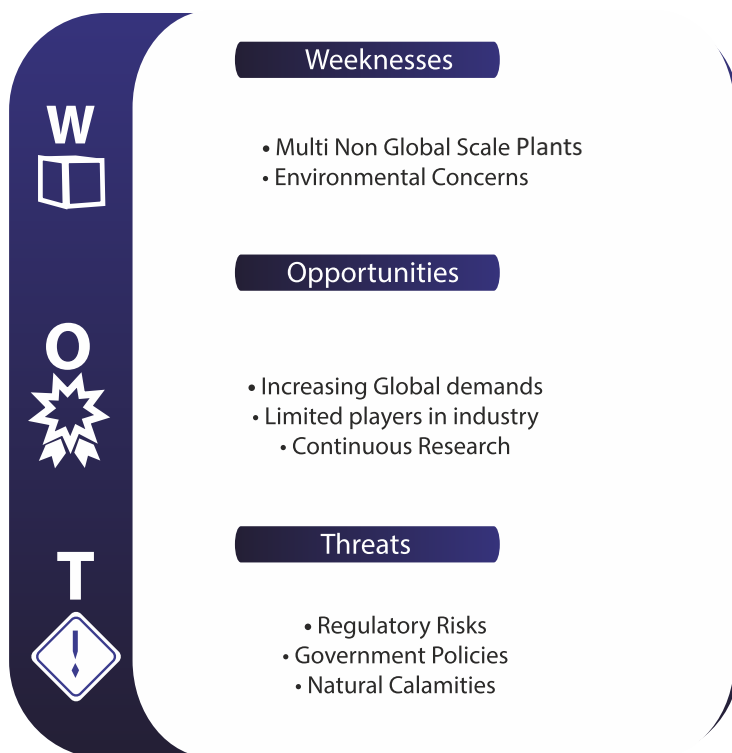 W
Weeknesses
• Multi Non Global Scale Plants
• Environmental Concerns
O
Opportunities
• Increasing Global demands
• Limited players in industry
• Continuous Research
T
Threats
!
• Regulatory Risks
• Government Policies
• Natural Calamities